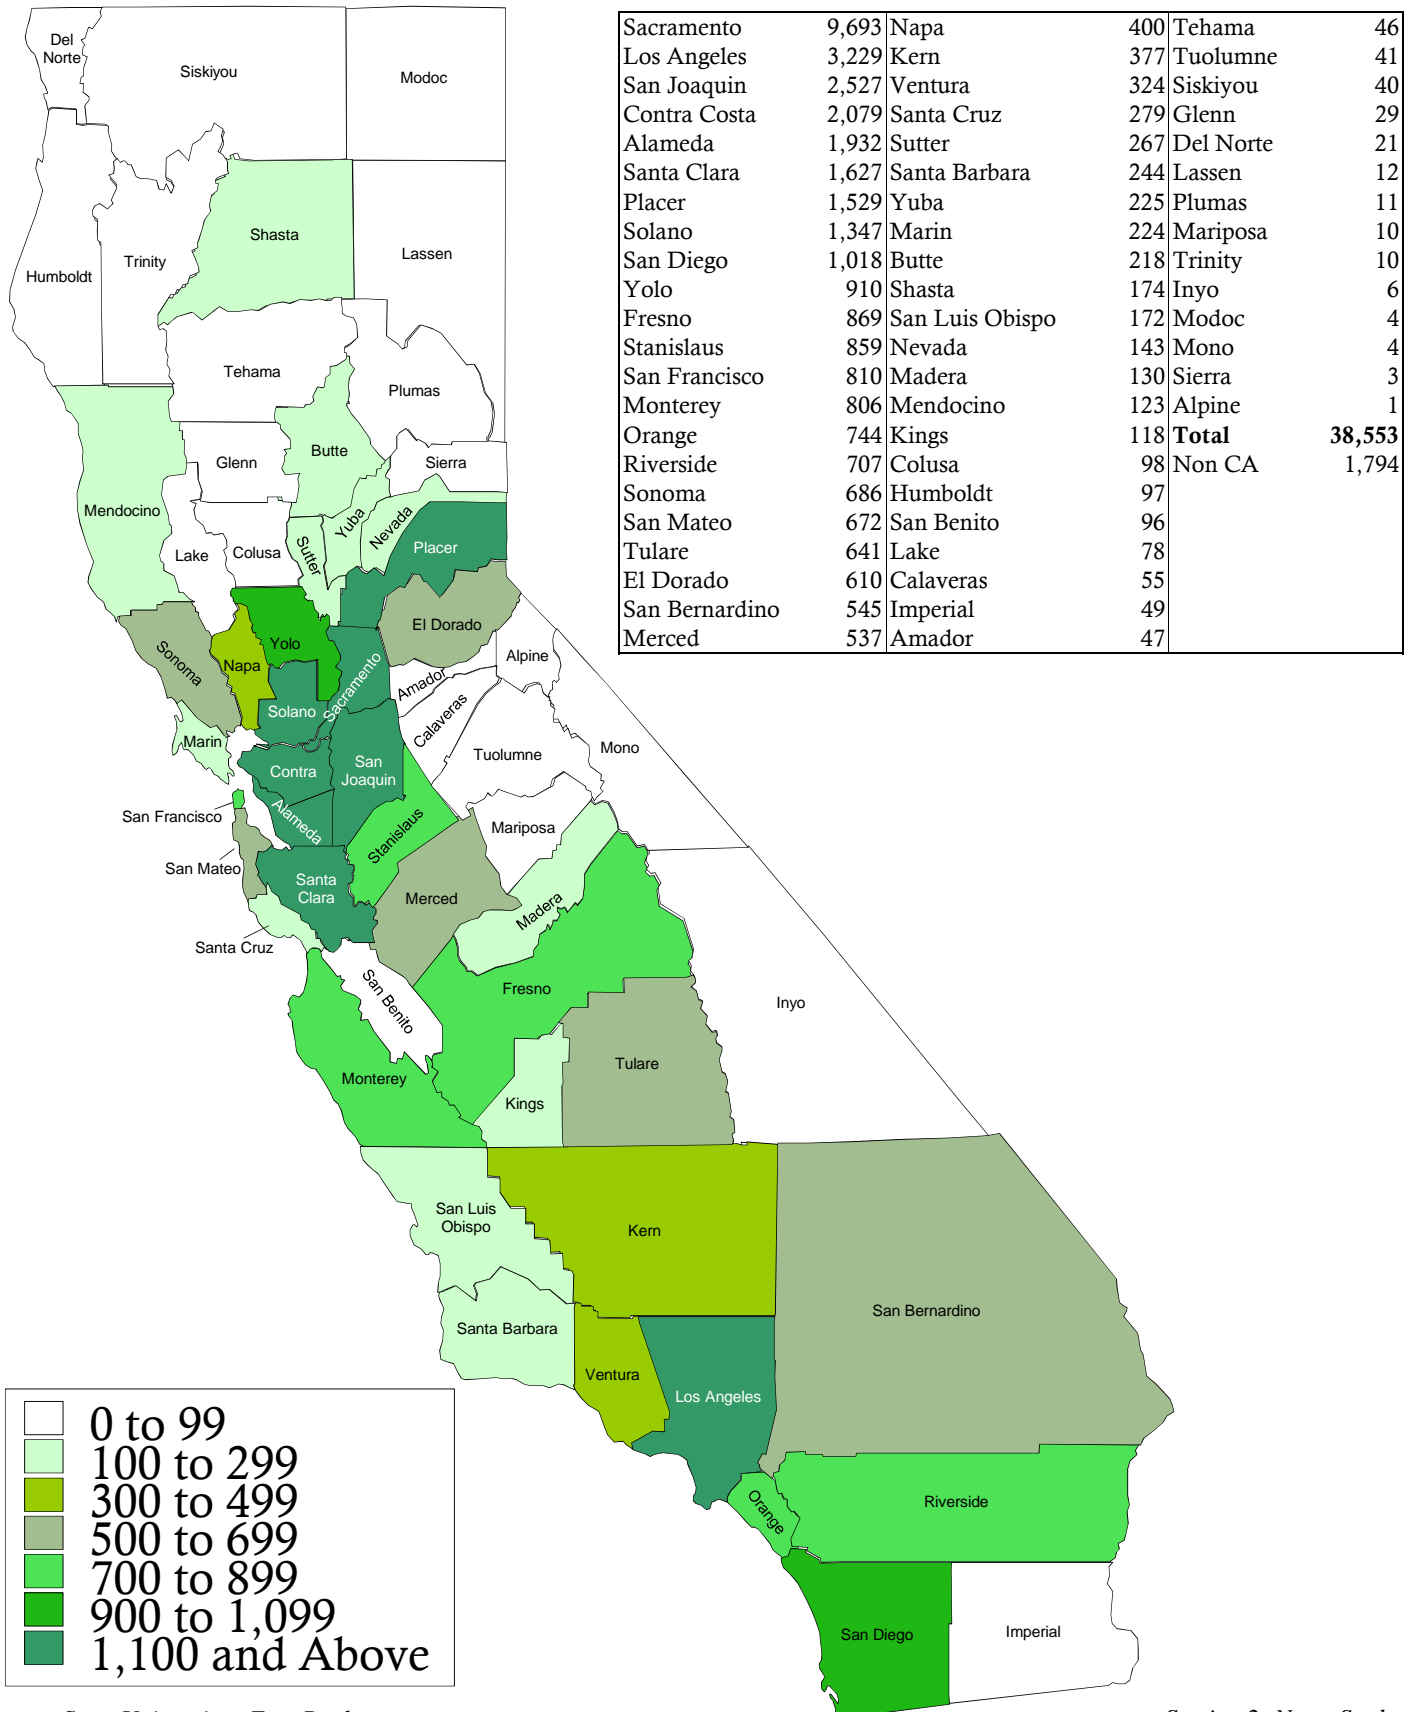 Sacramento 9,693 Napa 400 Tehama 46
Los Angeles 3,229 Kern 377 Tuolumne 41
San Joaquin 2,527 Ventura 324 Siskiyou 40
Contra Costa 2,079 Santa Cruz 279 Glenn 29
Alameda 1,932 Sutter 267 Del Norte 21
Santa Clara 1,627 Santa Barbara 244 Lassen 12
Placer 1,529 Yuba 225 Plumas 11
Solano 1,347 Marin 224 Mariposa 10
San Diego 1,018 Butte 218 Trinity 10
Yolo 910 Shasta 174 Inyo 6
Fresno 869 San Luis Obispo 172 Modoc 4
Stanislaus 859 Nevada 143 Mono 4
San Francisco 810 Madera 130 Sierra 3
Monterey 806 Mendocino 123 Alpine 1
Orange 744 Kings 118 Total 38,553
Riverside 707 Colusa 98 Non CA 1,794
Sonoma 686 Humboldt 97
San Mateo 672 San Benito 96
Tulare 641 Lake 78
El Dorado 610 Calaveras 55
San Bernardino 545 Imperial 49
Merced 537 Amador 47
Del
Norte
Siskiyou
Modoc
Shasta
Lassen
Trinity
Humboldt
Tehama
Plumas
Butte
Glenn
Sierra
Mendocino
Yuba
Nevada
Placer
Lake
Colusa
Sutter
El Dorado
Yolo
Sonoma
Napa
Sacramento
Alpine
Amador
Solano
Calaveras
Marin
Tuolumne
Mono
Contra
San
Joaquin
San Francisco
Alameda
Stanislaus
Mariposa
San Mateo
Santa
Clara
Merced
Madera
Santa Cruz
San Benito
Fresno
Inyo
Tulare
Monterey
Kings
San Luis
Obispo
Kern
San Bernardino
Santa Barbara
Ventura
Los Angeles
Orange
Riverside
San Diego
Imperial
0 to 99
100 to 299
300 to 499
500 to 699
700 to 899
900 to 1,099
1,100 and Above